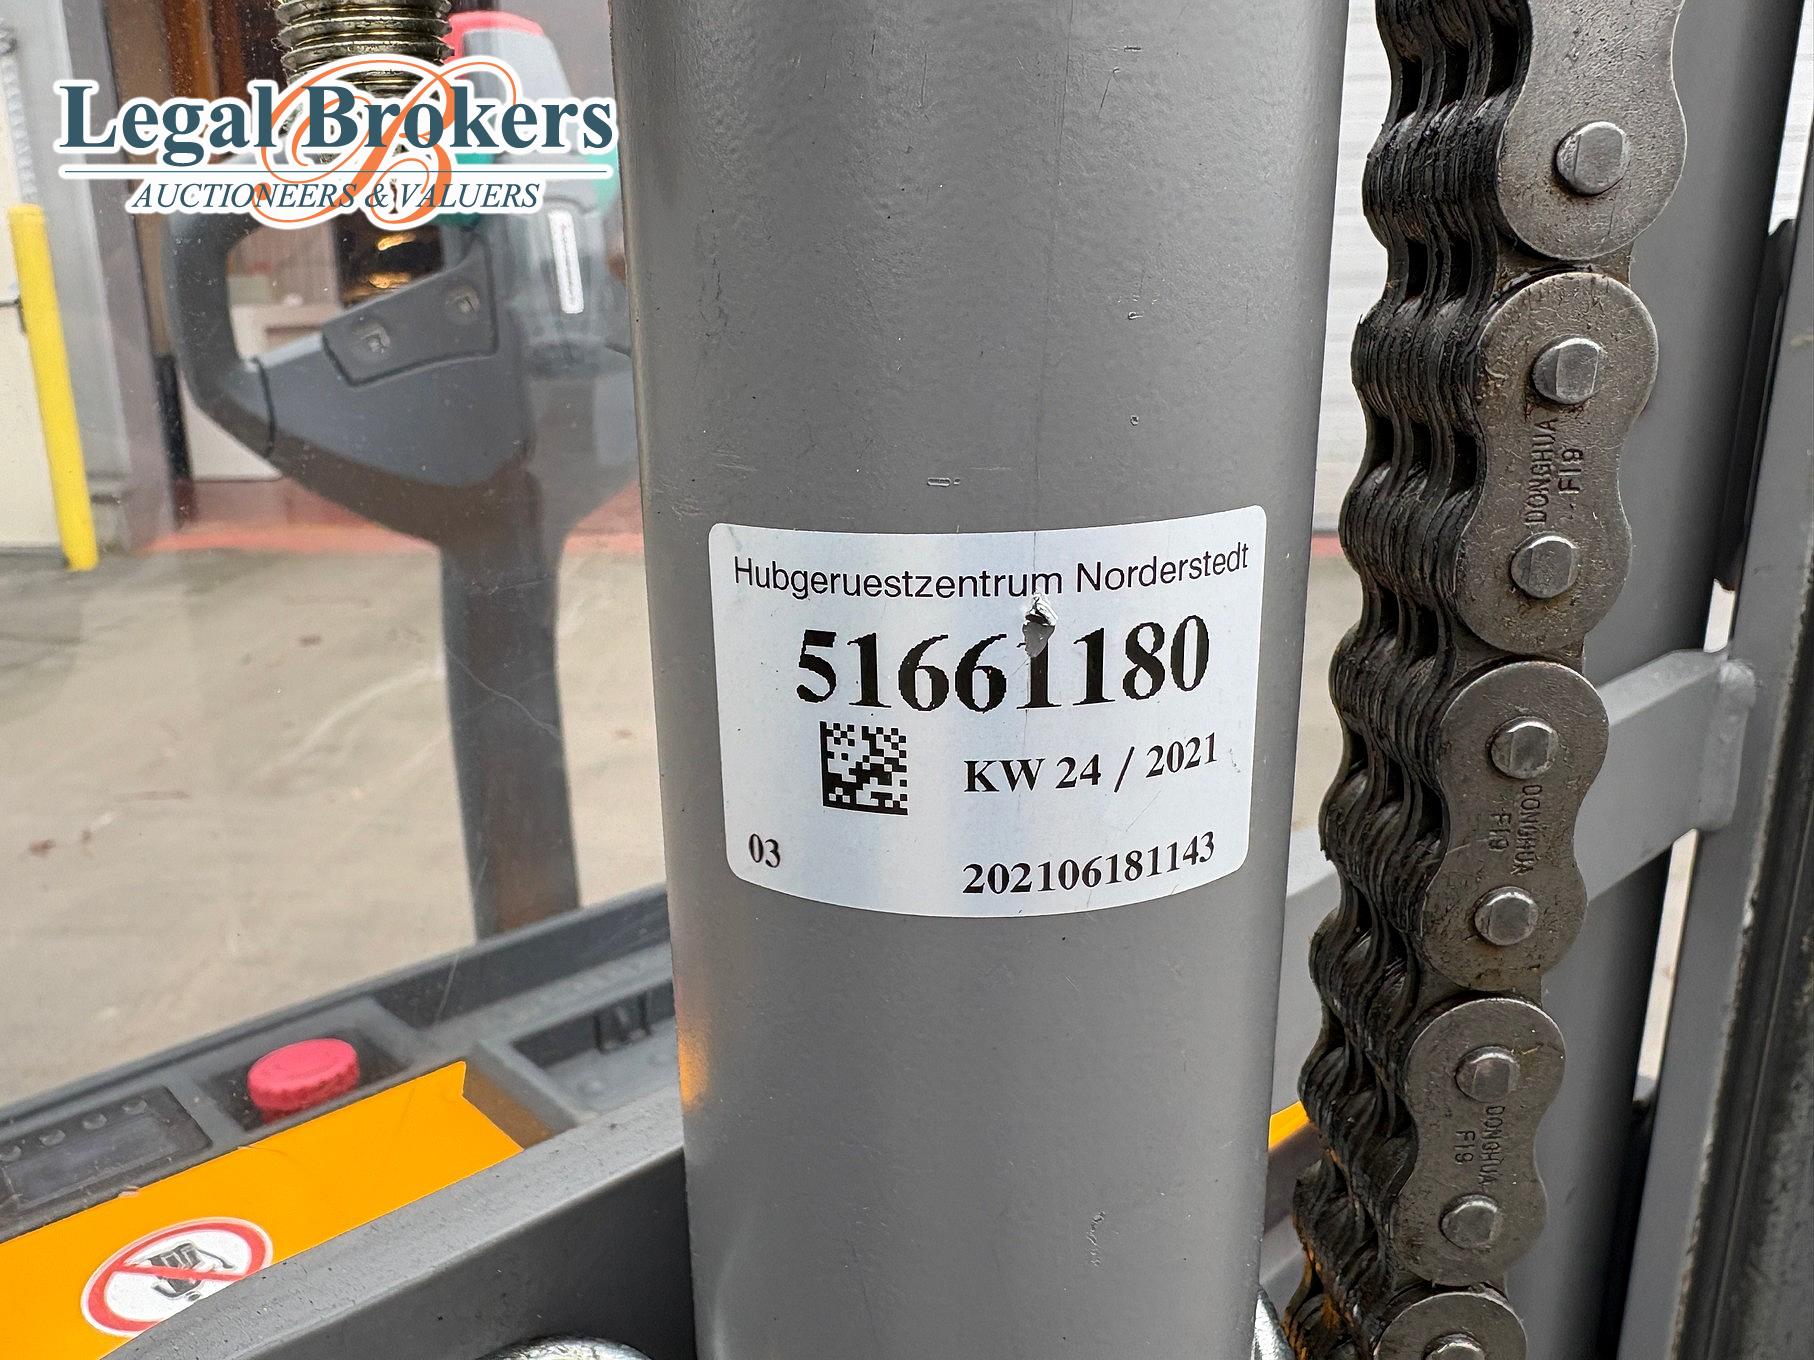 Legal Brokers
AUCTIONEERS & VALUERS
Hubgeruestzentrum Norderstedt
51661180
KW 24 / 2021
03
202106181143
DONGHUA
F19
DONGHUA
F19
DONGHUA
F19